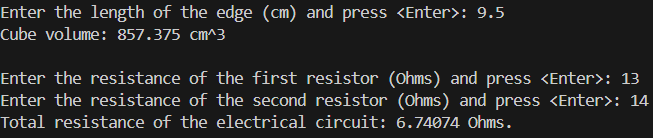 Enter the length of the edge (cm) and press <Enter>: 9.5
Cube volume: 857.375 cm^3
Enter the resistance of the first resistor (Ohms) and press <Enter>: 13
Enter the resistance of the second resistor (Ohms) and press <Enter>: 14
Total resistance of the electrical circuit: 6.74074 Ohms.